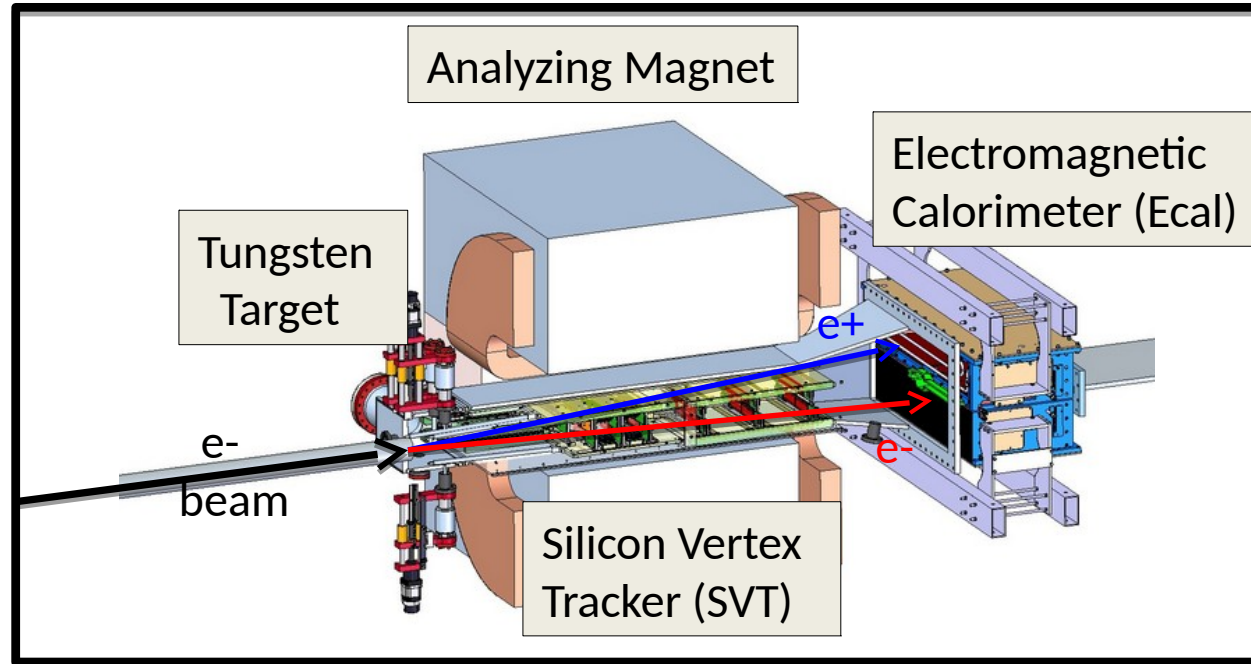 Analyzing Magnet
Electromagnetic
Calorimeter (Ecal)
Tungsten
Target
e+
e-
beam
e-
Silicon Vertex
Tracker (SVT)